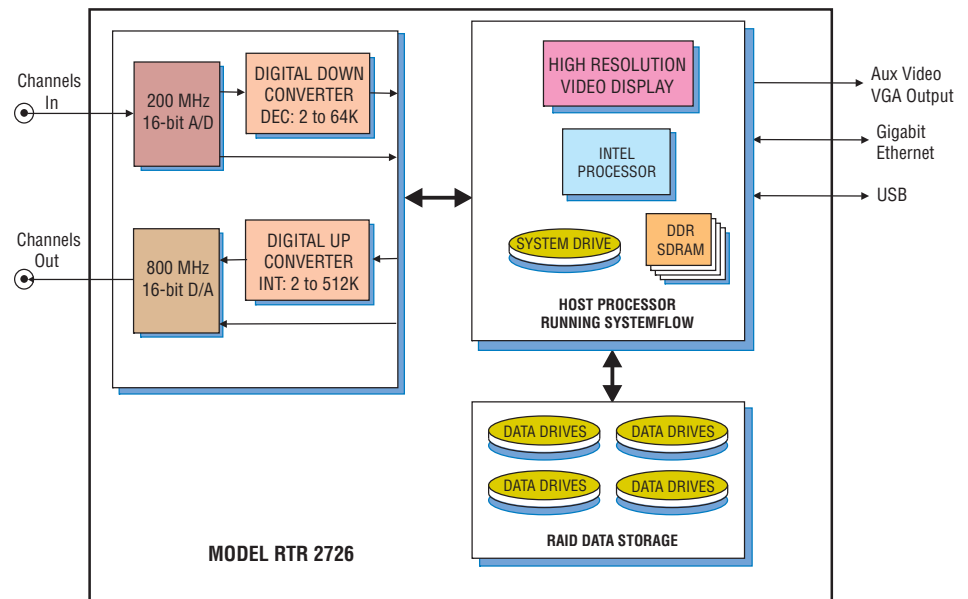 Channels
In
200 MHz
16-bit A/D
DIGITAL DOWN
CONVERTER
DEC: 2 to 64K
Channels
Out
800 MHz
16-bit D/A
DIGITAL UP
CONVERTER
INT: 2 to 512K
HIGH RESOLUTION
VIDEO DISPLAY
INTEL
PROCESSOR
SYSTEM DRIVE
DDR
SDRAM
HOST PROCESSOR
RUNNING SYSTEMFLOW
Aux Video
VGA Output
Gigabit
Ethernet
USB
DATA DRIVES
DATA DRIVES
DATA DRIVES
DATA DRIVES
RAID DATA STORAGE
MODEL RTR 2726